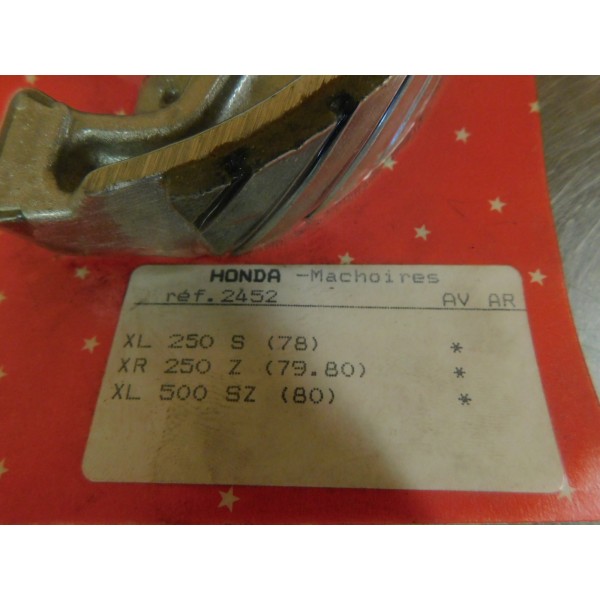 HONDA -Machoires
réf.2452 AV AR
XL 250 S (78) *
XR 250 Z (79.80) *
XL 500 SZ (80) *